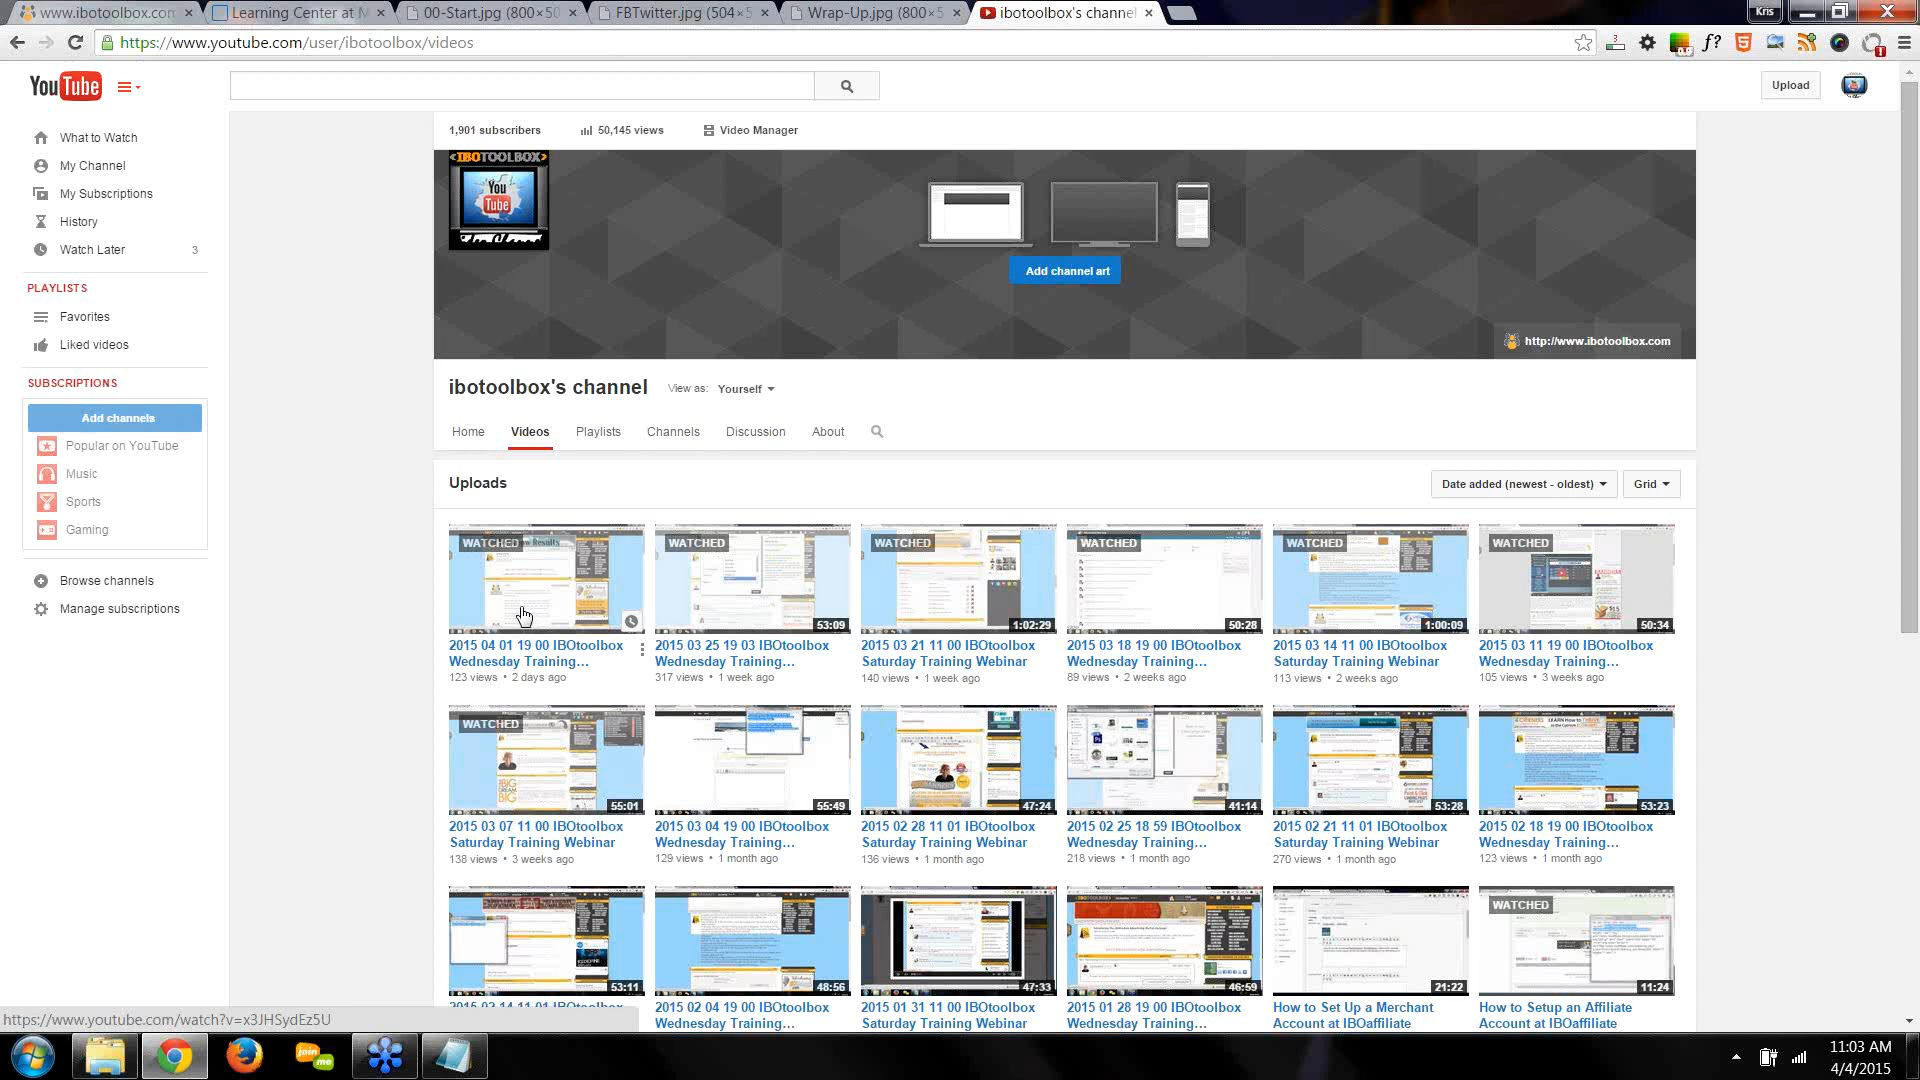 www.ibotoolbox.com
Learning Center at M
00-Start.jpg (800×50
FBTwitter.jpg (504×5
Wrap-Up.jpg (800×5
ibotoolbox's channel
Kris
https://www.youtube.com/user/ibotoolbox/videos
YouTube
Upload
What to Watch
My Channel
My Subscriptions
History
Watch Later 3
PLAYLISTS
Favorites
Liked videos
SUBSCRIPTIONS
Add channels
Popular on YouTube
Music
Sports
Gaming
Browse channels
Manage subscriptions
1,901 subscribers
50,145 views
Video Manager
IBOTOOLBOX
You
Tube
Add channel art
http://www.ibotoolbox.com
ibotoolbox's channel View as: Yourself
Home Videos Playlists Channels Discussion About
Uploads
Date added (newest - oldest) Grid
WATCHED
2015 04 01 19 00 IBOtoolbox
Wednesday Training...
123 views • 2 days ago
WATCHED
53:09
2015 03 25 19 03 IBOtoolbox
Wednesday Training...
317 views • 1 week ago
WATCHED
1:02:29
2015 03 21 11 00 IBOtoolbox
Saturday Training Webinar
140 views • 1 week ago
WATCHED
50:28
2015 03 18 19 00 IBOtoolbox
Wednesday Training...
89 views • 2 weeks ago
WATCHED
1:00:09
2015 03 14 11 00 IBOtoolbox
Saturday Training Webinar
113 views • 2 weeks ago
WATCHED
50:34
2015 03 11 19 00 IBOtoolbox
Wednesday Training...
105 views • 3 weeks ago
WATCHED
55:01
2015 03 07 11 00 IBOtoolbox
Saturday Training Webinar
138 views • 3 weeks ago
55:49
2015 03 04 19 00 IBOtoolbox
Wednesday Training...
129 views • 1 month ago
47:24
2015 02 28 11 01 IBOtoolbox
Saturday Training Webinar
136 views • 1 month ago
41:14
2015 02 25 18 59 IBOtoolbox
Wednesday Training...
218 views • 1 month ago
53:28
2015 02 21 11 01 IBOtoolbox
Saturday Training Webinar
270 views • 1 month ago
53:23
2015 02 18 19 00 IBOtoolbox
Wednesday Training...
123 views • 1 month ago
53:11
2015 02 14 11 01 IBOtoolbox
48:56
2015 02 04 19 00 IBOtoolbox
Wednesday Training...
47:33
2015 01 31 11 00 IBOtoolbox
Saturday Training Webinar
46:59
2015 01 28 19 00 IBOtoolbox
Wednesday Training...
21:22
How to Set Up a Merchant
Account at IBOaffiliate
WATCHED
11:24
How to Setup an Affiliate
Account at IBOaffiliate
https://www.youtube.com/watch?v=x3JHSydEz5U
join
me
11:03 AM
4/4/2015